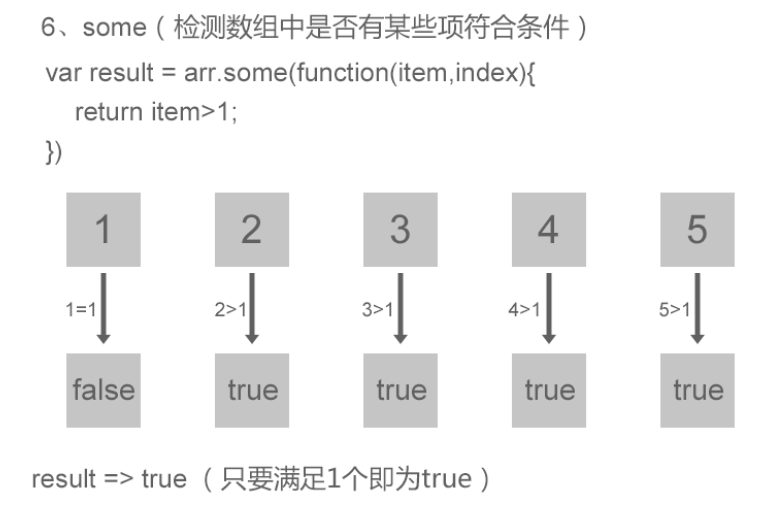 6、some（检测数组中是否有某些项符合条件）
var result = arr.some(function(item,index){
return item>1;
})
1 2 3 4 5
1=1 2>1 3>1 4>1 5>1
false true true true true
result => true （只要满足1个即为true）